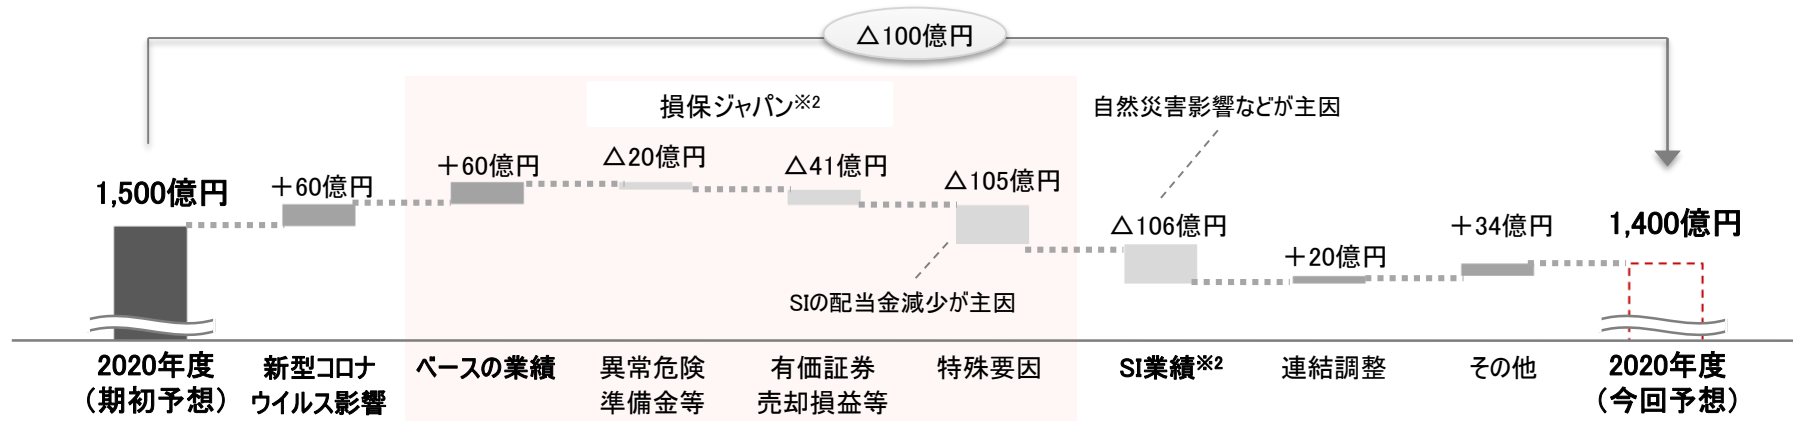 △100億円
損保ジャパン※2
自然災害影響などが主因
1,500億円
＋60億円
＋60億円
△20億円
△41億円
△105億円
△106億円
＋20億円
＋34億円
1,400億円
SIの配当金減少が主因
2020年度
（期初予想）
新型コロナ
ウイルス影響
ベースの業績
異常危険
準備金等
有価証券
売却損益等
特殊要因
SI業績※2
連結調整
その他
2020年度
（今回予想）